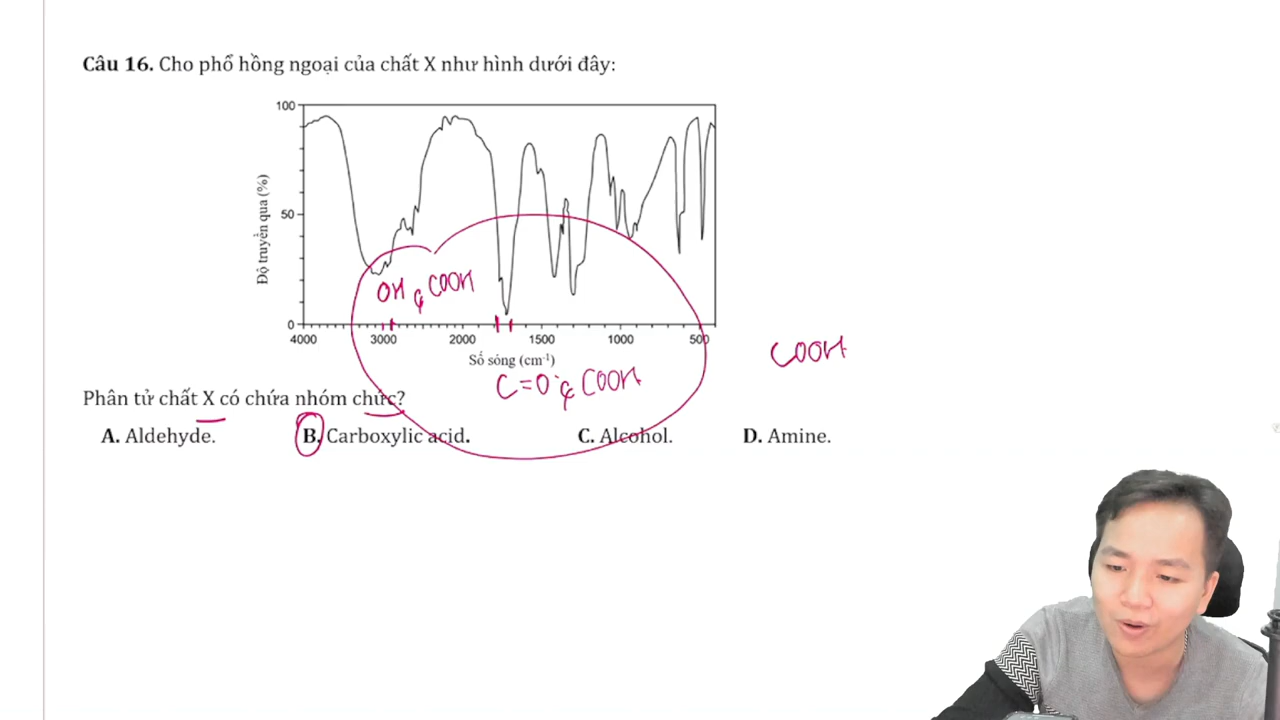 Câu 16. Cho phổ hồng ngoại của chất X như hình dưới đây:
100
50
0
Độ truyền qua (%)
4000 3000 2000 1500 1000 500
Số sóng (cm-1)
OH ₵ COOH
C=O ₵ COOH
COOH
Phân tử chất X có chứa nhóm chức?
A. Aldehyde. B. Carboxylic acid. C. Alcohol. D. Amine.